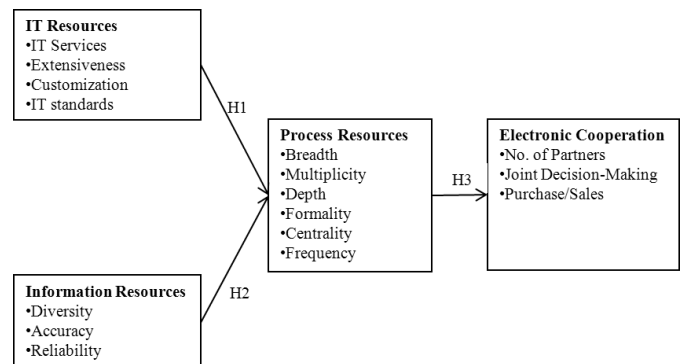 IT Resources
•IT Services
•Extensiveness
•Customization
•IT standards
H1
Process Resources
•Breadth
•Multiplicity
•Depth
•Formality
•Centrality
•Frequency
H3
Electronic Cooperation
•No. of Partners
•Joint Decision-Making
•Purchase/Sales
Information Resources
•Diversity
•Accuracy
•Reliability
H2